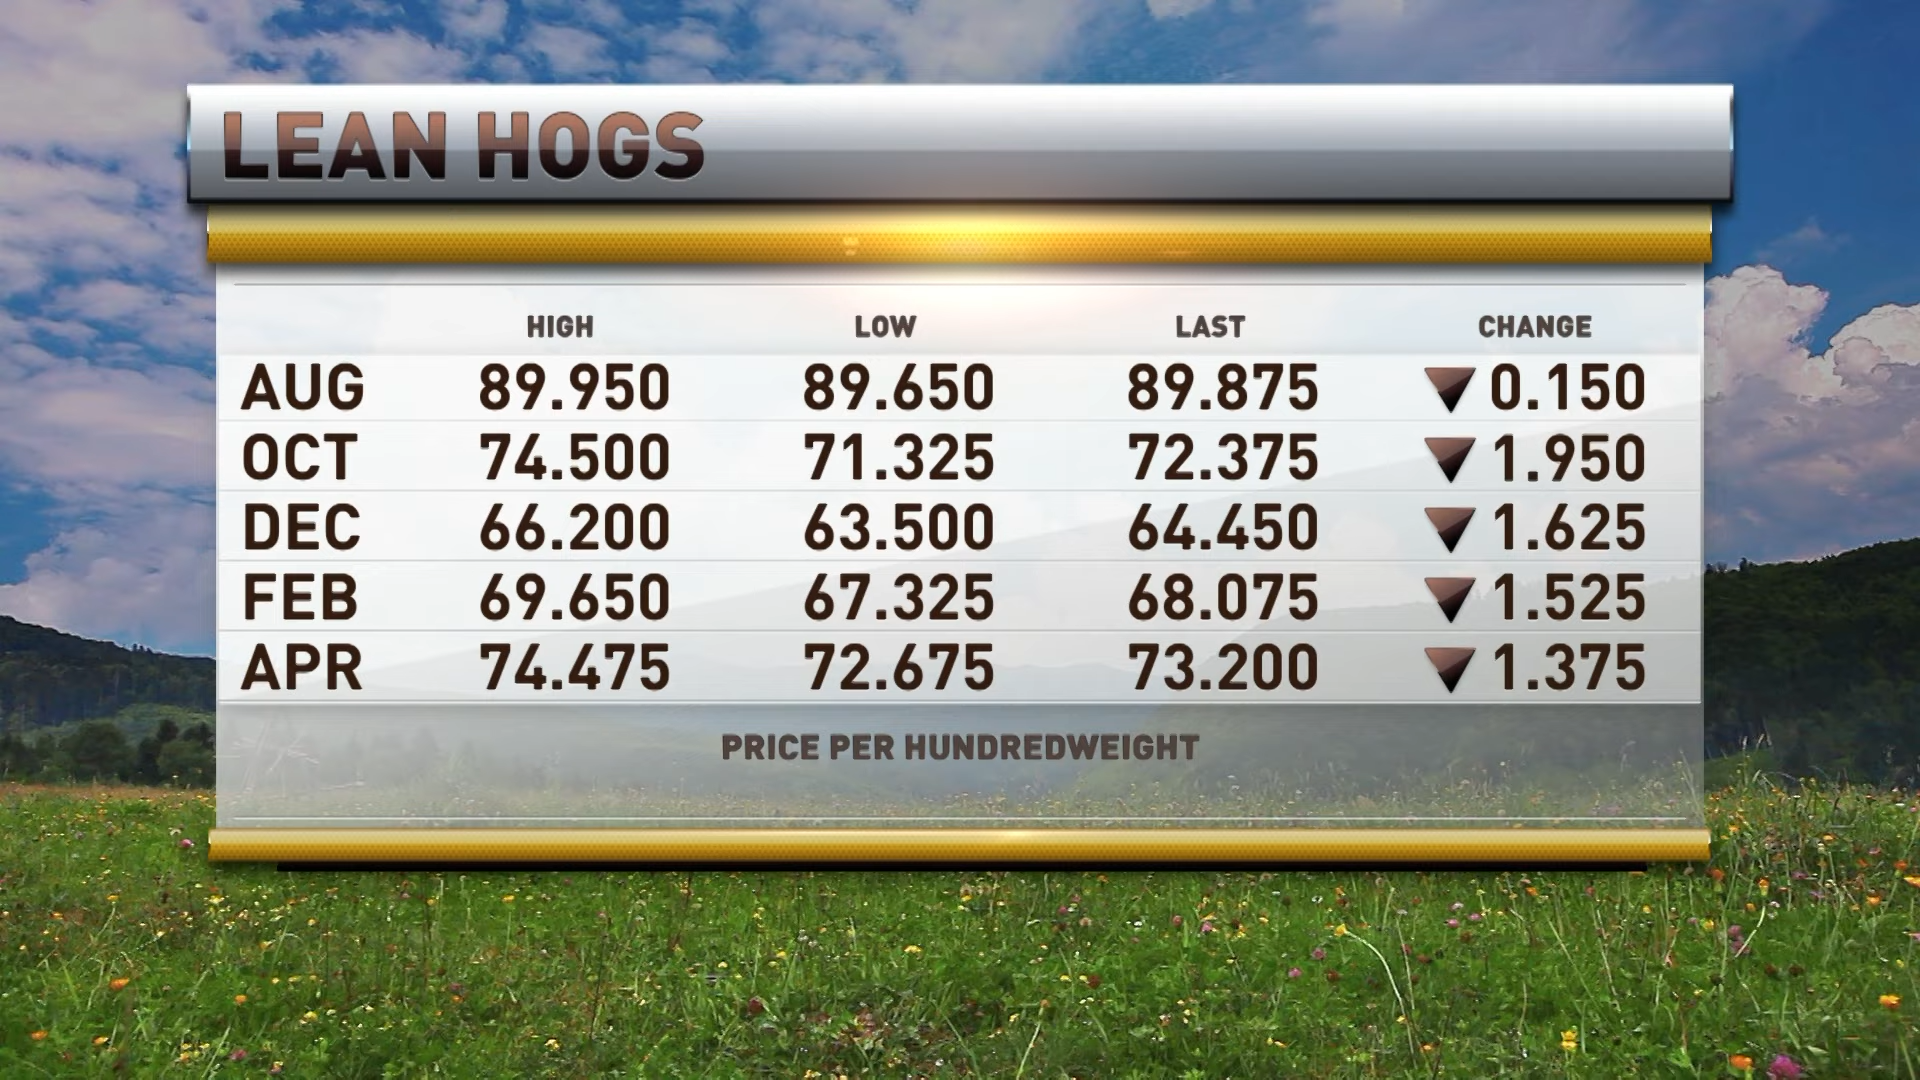 LEAN HOGS
HIGH LOW LAST CHANGE
AUG 89.950 89.650 89.875 ▼ 0.150
OCT 74.500 71.325 72.375 ▼ 1.950
DEC 66.200 63.500 64.450 ▼ 1.625
FEB 69.650 67.325 68.075 ▼ 1.525
APR 74.475 72.675 73.200 ▼ 1.375
PRICE PER HUNDREDWEIGHT